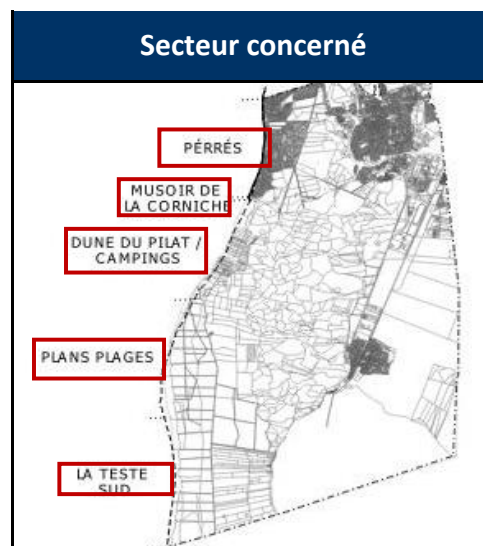 Secteur concerné
PÉRRÉS
MUSOIR DE
LA CORNICHE
DUNE DU PILAT /
CAMPINGS
PLANS PLAGES
LA TESTE
SUD